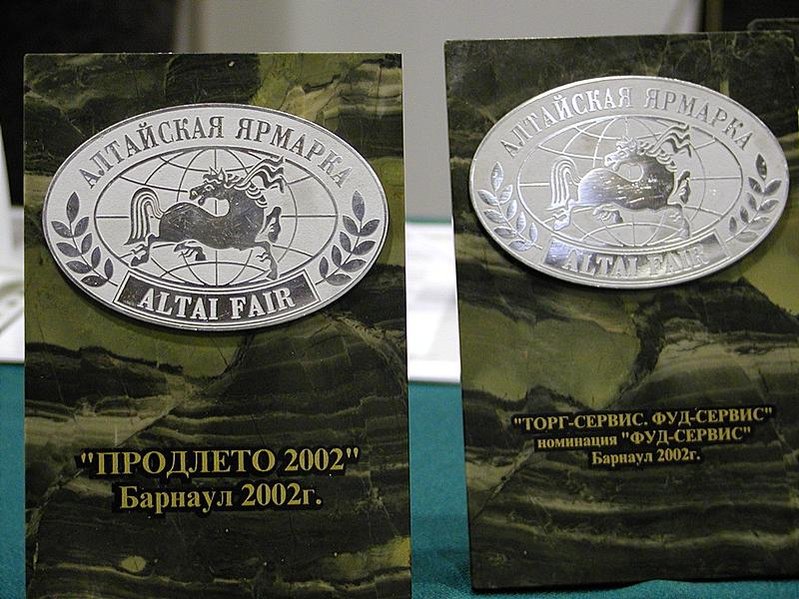 АЛТАЙСКАЯ ЯРМАРКА
ALTAI FAIR
"ПРОДЛЕТО 2002"
Барнаул 2002г.
АЛТАЙСКАЯ ЯРМАРКА
ALTAI FAIR
"ТОРГ-СЕРВИС. ФУД-СЕРВИС"
номинация "ФУД-СЕРВИС"
Барнаул 2002г.